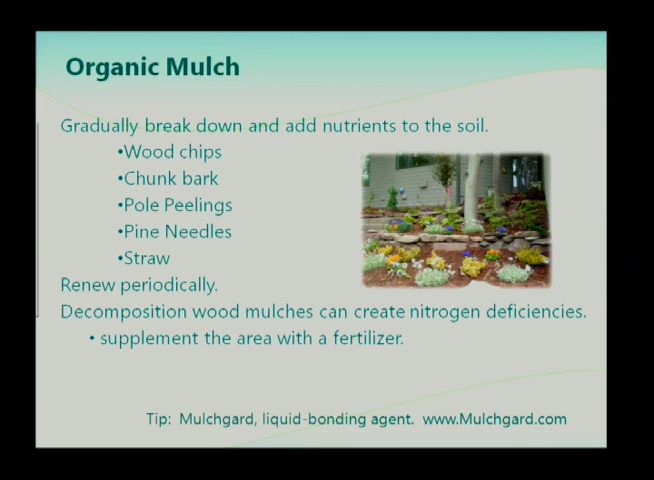 Organic Mulch
Gradually break down and add nutrients to the soil.
•Wood chips
•Chunk bark
•Pole Peelings
•Pine Needles
•Straw
Renew periodically.
Decomposition wood mulches can create nitrogen deficiencies.
• supplement the area with a fertilizer.
Tip: Mulchgard, liquid-bonding agent. www.Mulchgard.com